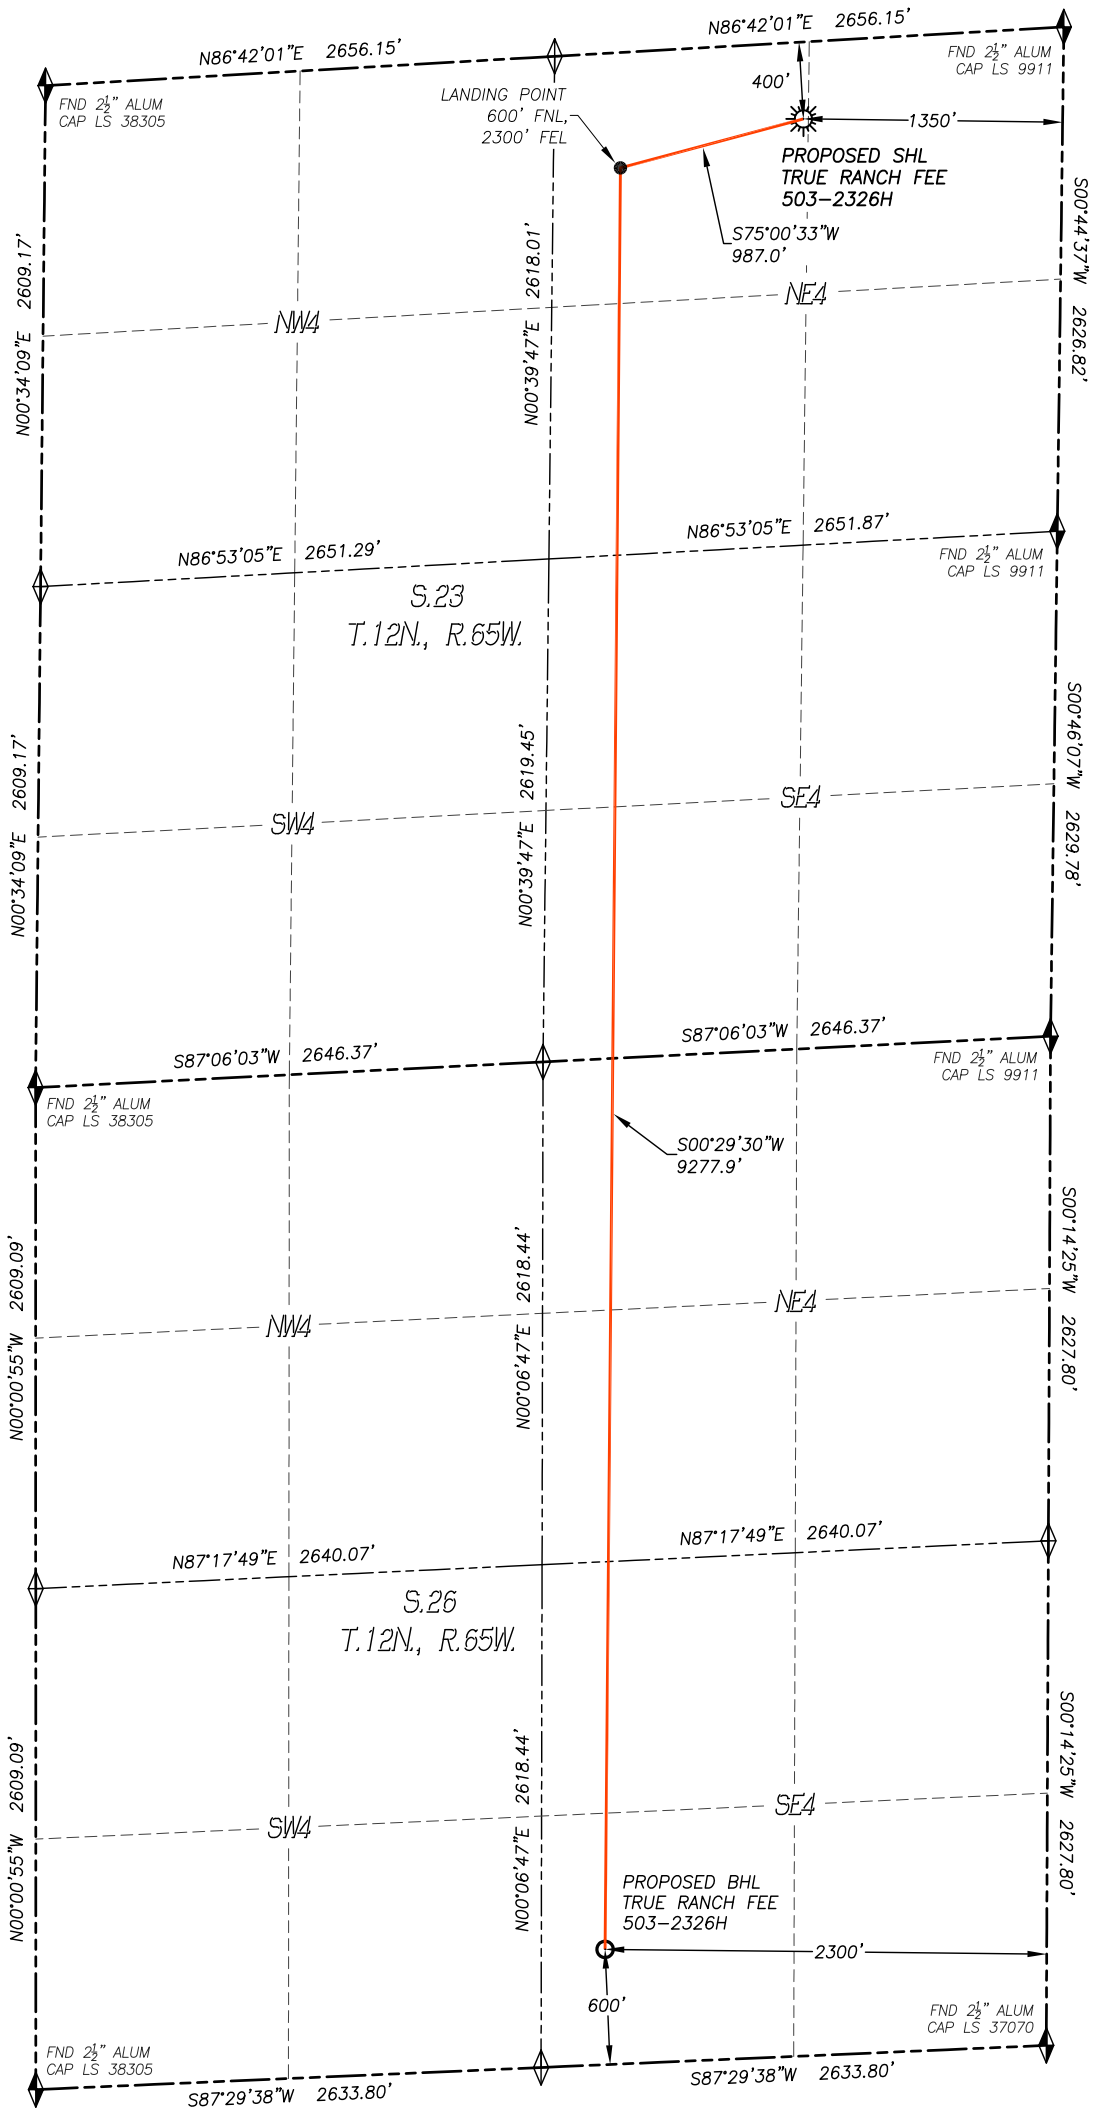 N86°42'01"E 2656.15'
N86°42'01"E 2656.15'
FND 2½" ALUM
CAP LS 38305
LANDING POINT
600' FNL,
2300' FEL
400'
FND 2½" ALUM
CAP LS 9911
1350'
PROPOSED SHL
TRUE RANCH FEE
503-2326H
S75°00'33"W
987.0'
N00°34'09"E 2609.17'
N00°39'47"E 2618.01'
S00°44'37"W 2626.82'
NW4
NE4
N86°53'05"E 2651.29'
N86°53'05"E 2651.87'
FND 2½" ALUM
CAP LS 9911
S.23
T.12N., R.65W.
N00°34'09"E 2609.17'
N00°39'47"E 2619.45'
S00°46'07"W 2629.78'
SW4
SE4
S87°06'03"W 2646.37'
S87°06'03"W 2646.37'
FND 2½" ALUM
CAP LS 38305
FND 2½" ALUM
CAP LS 9911
S00°29'30"W
9277.9'
N00°00'55"W 2609.09'
N00°06'47"E 2618.44'
S00°14'25"W 2627.80'
NW4
NE4
N87°17'49"E 2640.07'
N87°17'49"E 2640.07'
S.26
T.12N., R.65W.
N00°00'55"W 2609.09'
N00°06'47"E 2618.44'
S00°14'25"W 2627.80'
SW4
SE4
PROPOSED BHL
TRUE RANCH FEE
503-2326H
2300'
600'
FND 2½" ALUM
CAP LS 38305
FND 2½" ALUM
CAP LS 37070
S87°29'38"W 2633.80'
S87°29'38"W 2633.80'